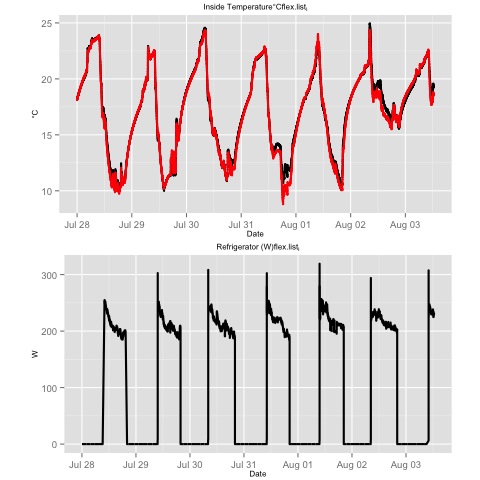 Inside Temperature°Cflex.listᵢ
25
20
15
10
°C
Jul 28 Jul 29 Jul 30 Jul 31 Aug 01 Aug 02 Aug 03
Date
Refrigerator (W)flex.listᵢ
300
200
100
0
W
Jul 28 Jul 29 Jul 30 Jul 31 Aug 01 Aug 02 Aug 03
Date